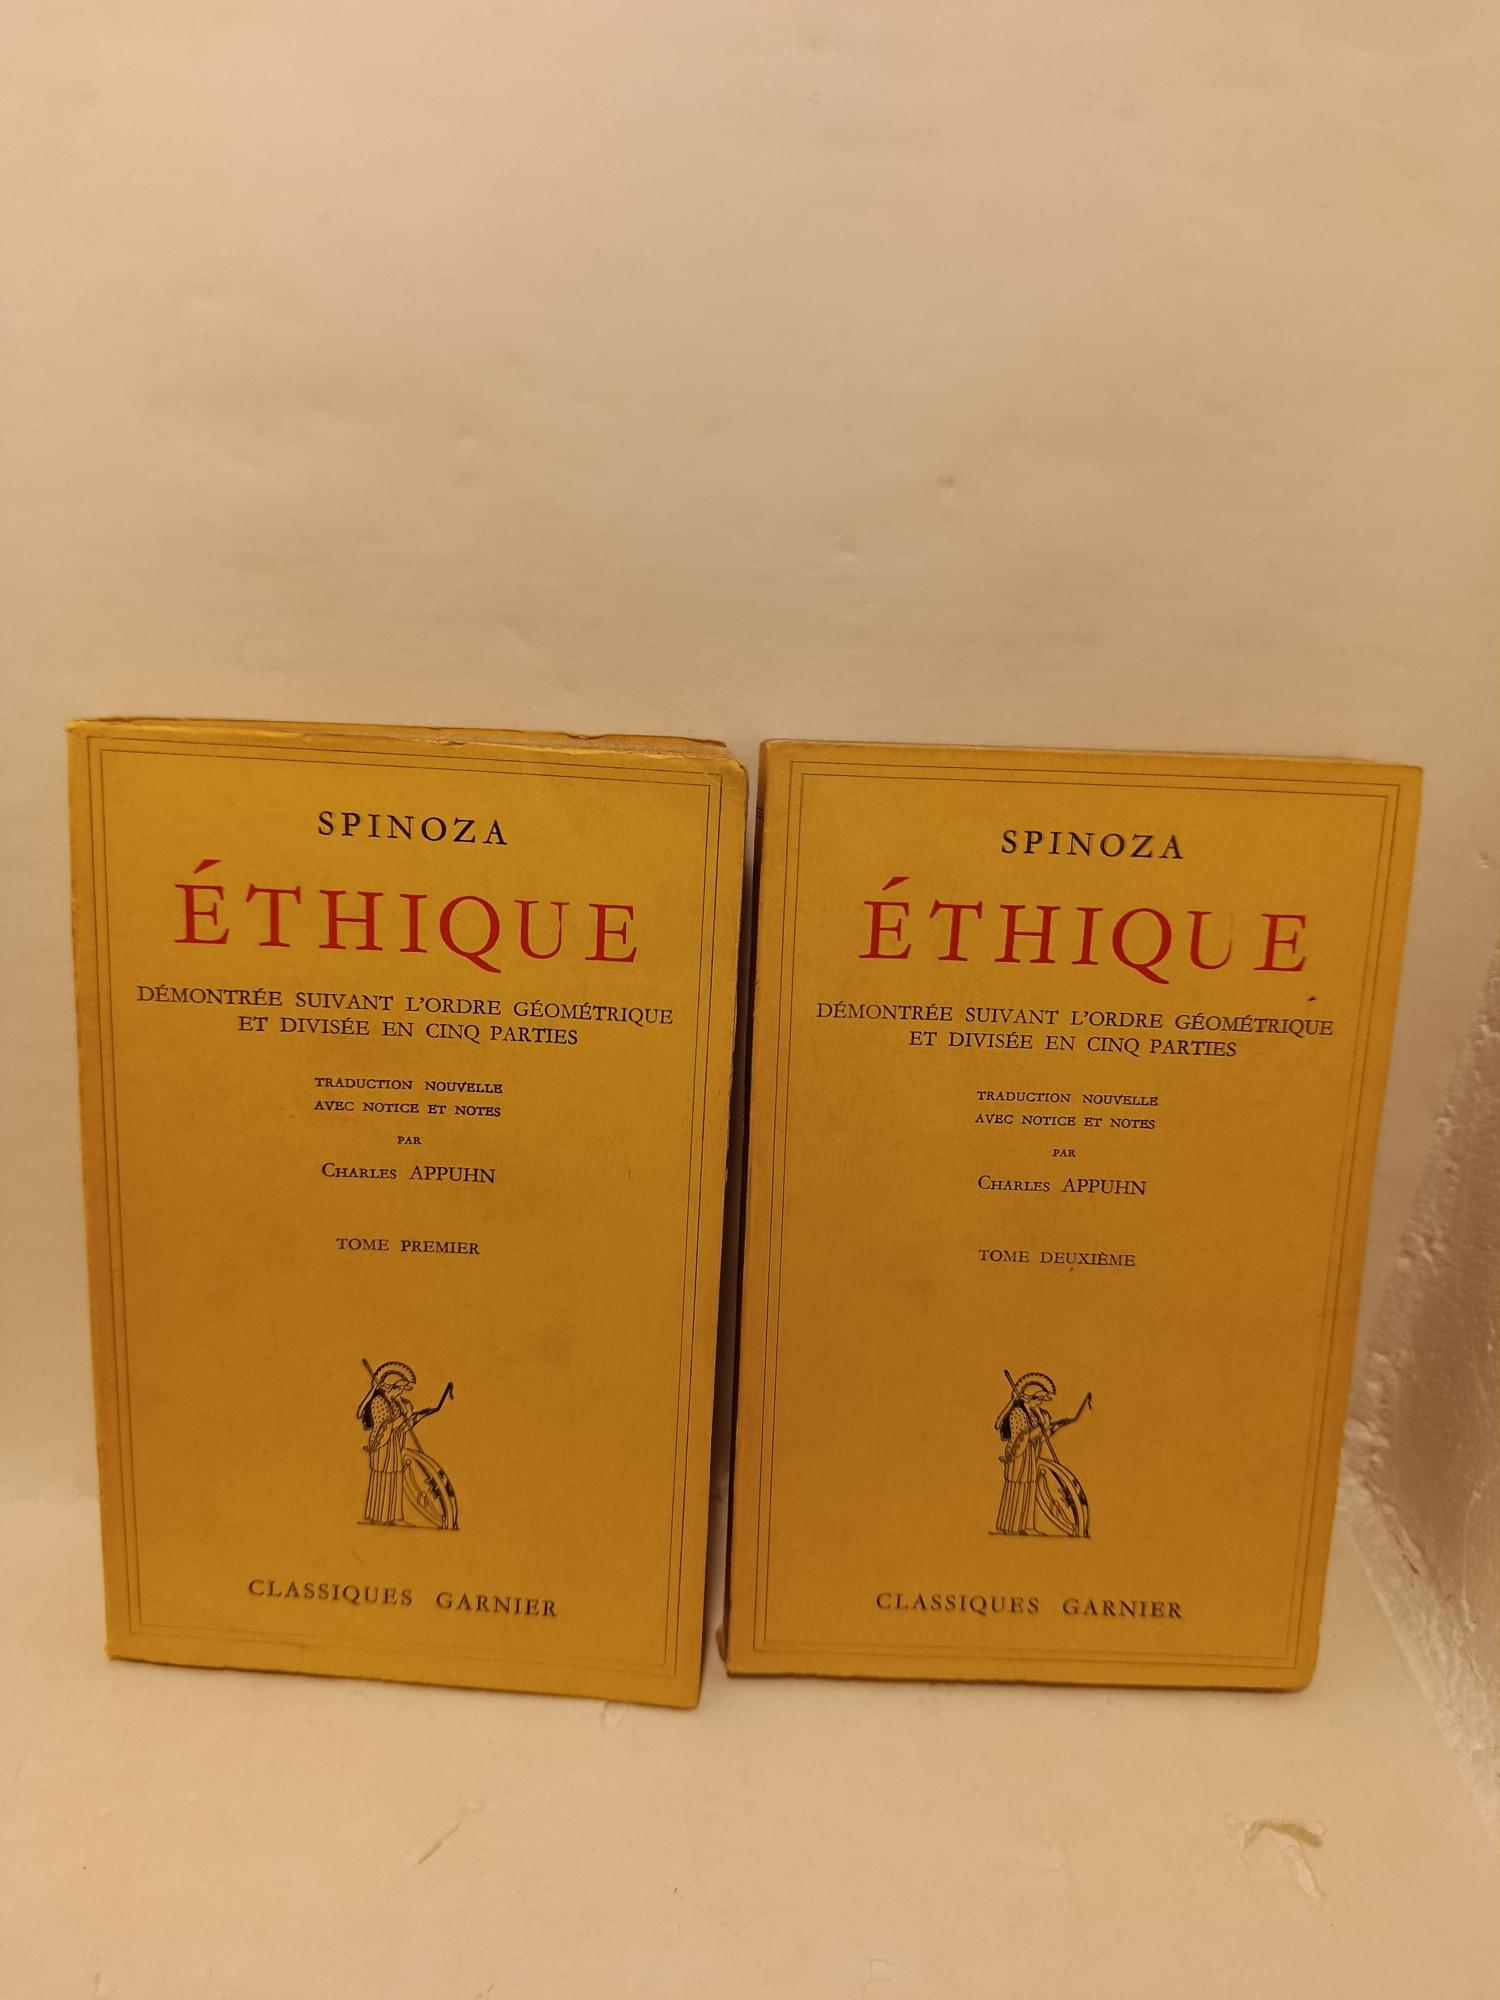 SPINOZA
ÉTHIQUE
DÉMONTRÉE SUIVANT L'ORDRE GÉOMÉTRIQUE
ET DIVISÉE EN CINQ PARTIES
TRADUCTION NOUVELLE
AVEC NOTICE ET NOTES
PAR
CHARLES APPUHN
TOME PREMIER
CLASSIQUES GARNIER
SPINOZA
ÉTHIQUE
DÉMONTRÉE SUIVANT L'ORDRE GÉOMÉTRIQUE
ET DIVISÉE EN CINQ PARTIES
TRADUCTION NOUVELLE
AVEC NOTICE ET NOTES
PAR
CHARLES APPUHN
TOME DEUXIÈME
CLASSIQUES GARNIER